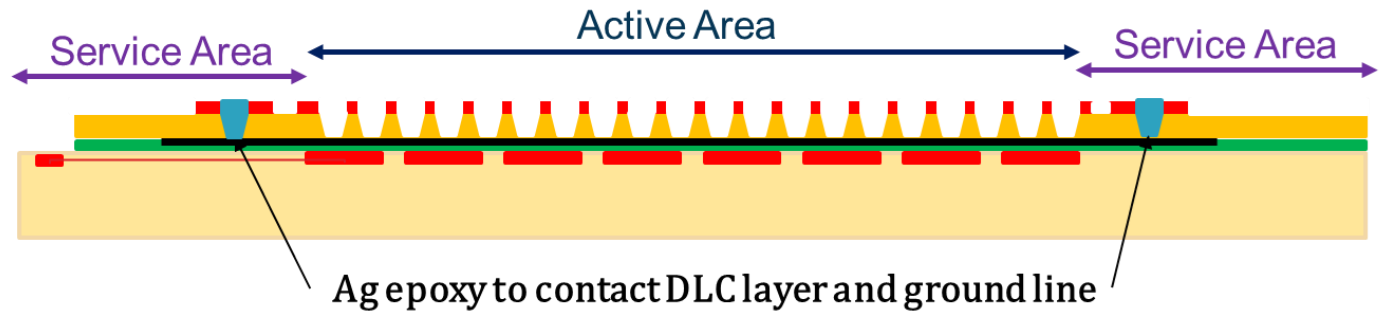 Active Area
Service Area
Service Area
Ag epoxy to contact DLC layer and ground line